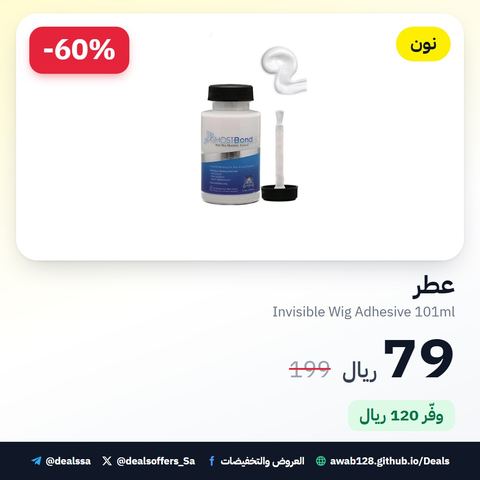 -60%
نون
GHOSTBond
عطر
Invisible Wig Adhesive 101ml
79 ريال 199
وفّر 120 ريال
@dealssa @dealsoffers_Sa العروض والتخفيضات awab128.github.io/Deals